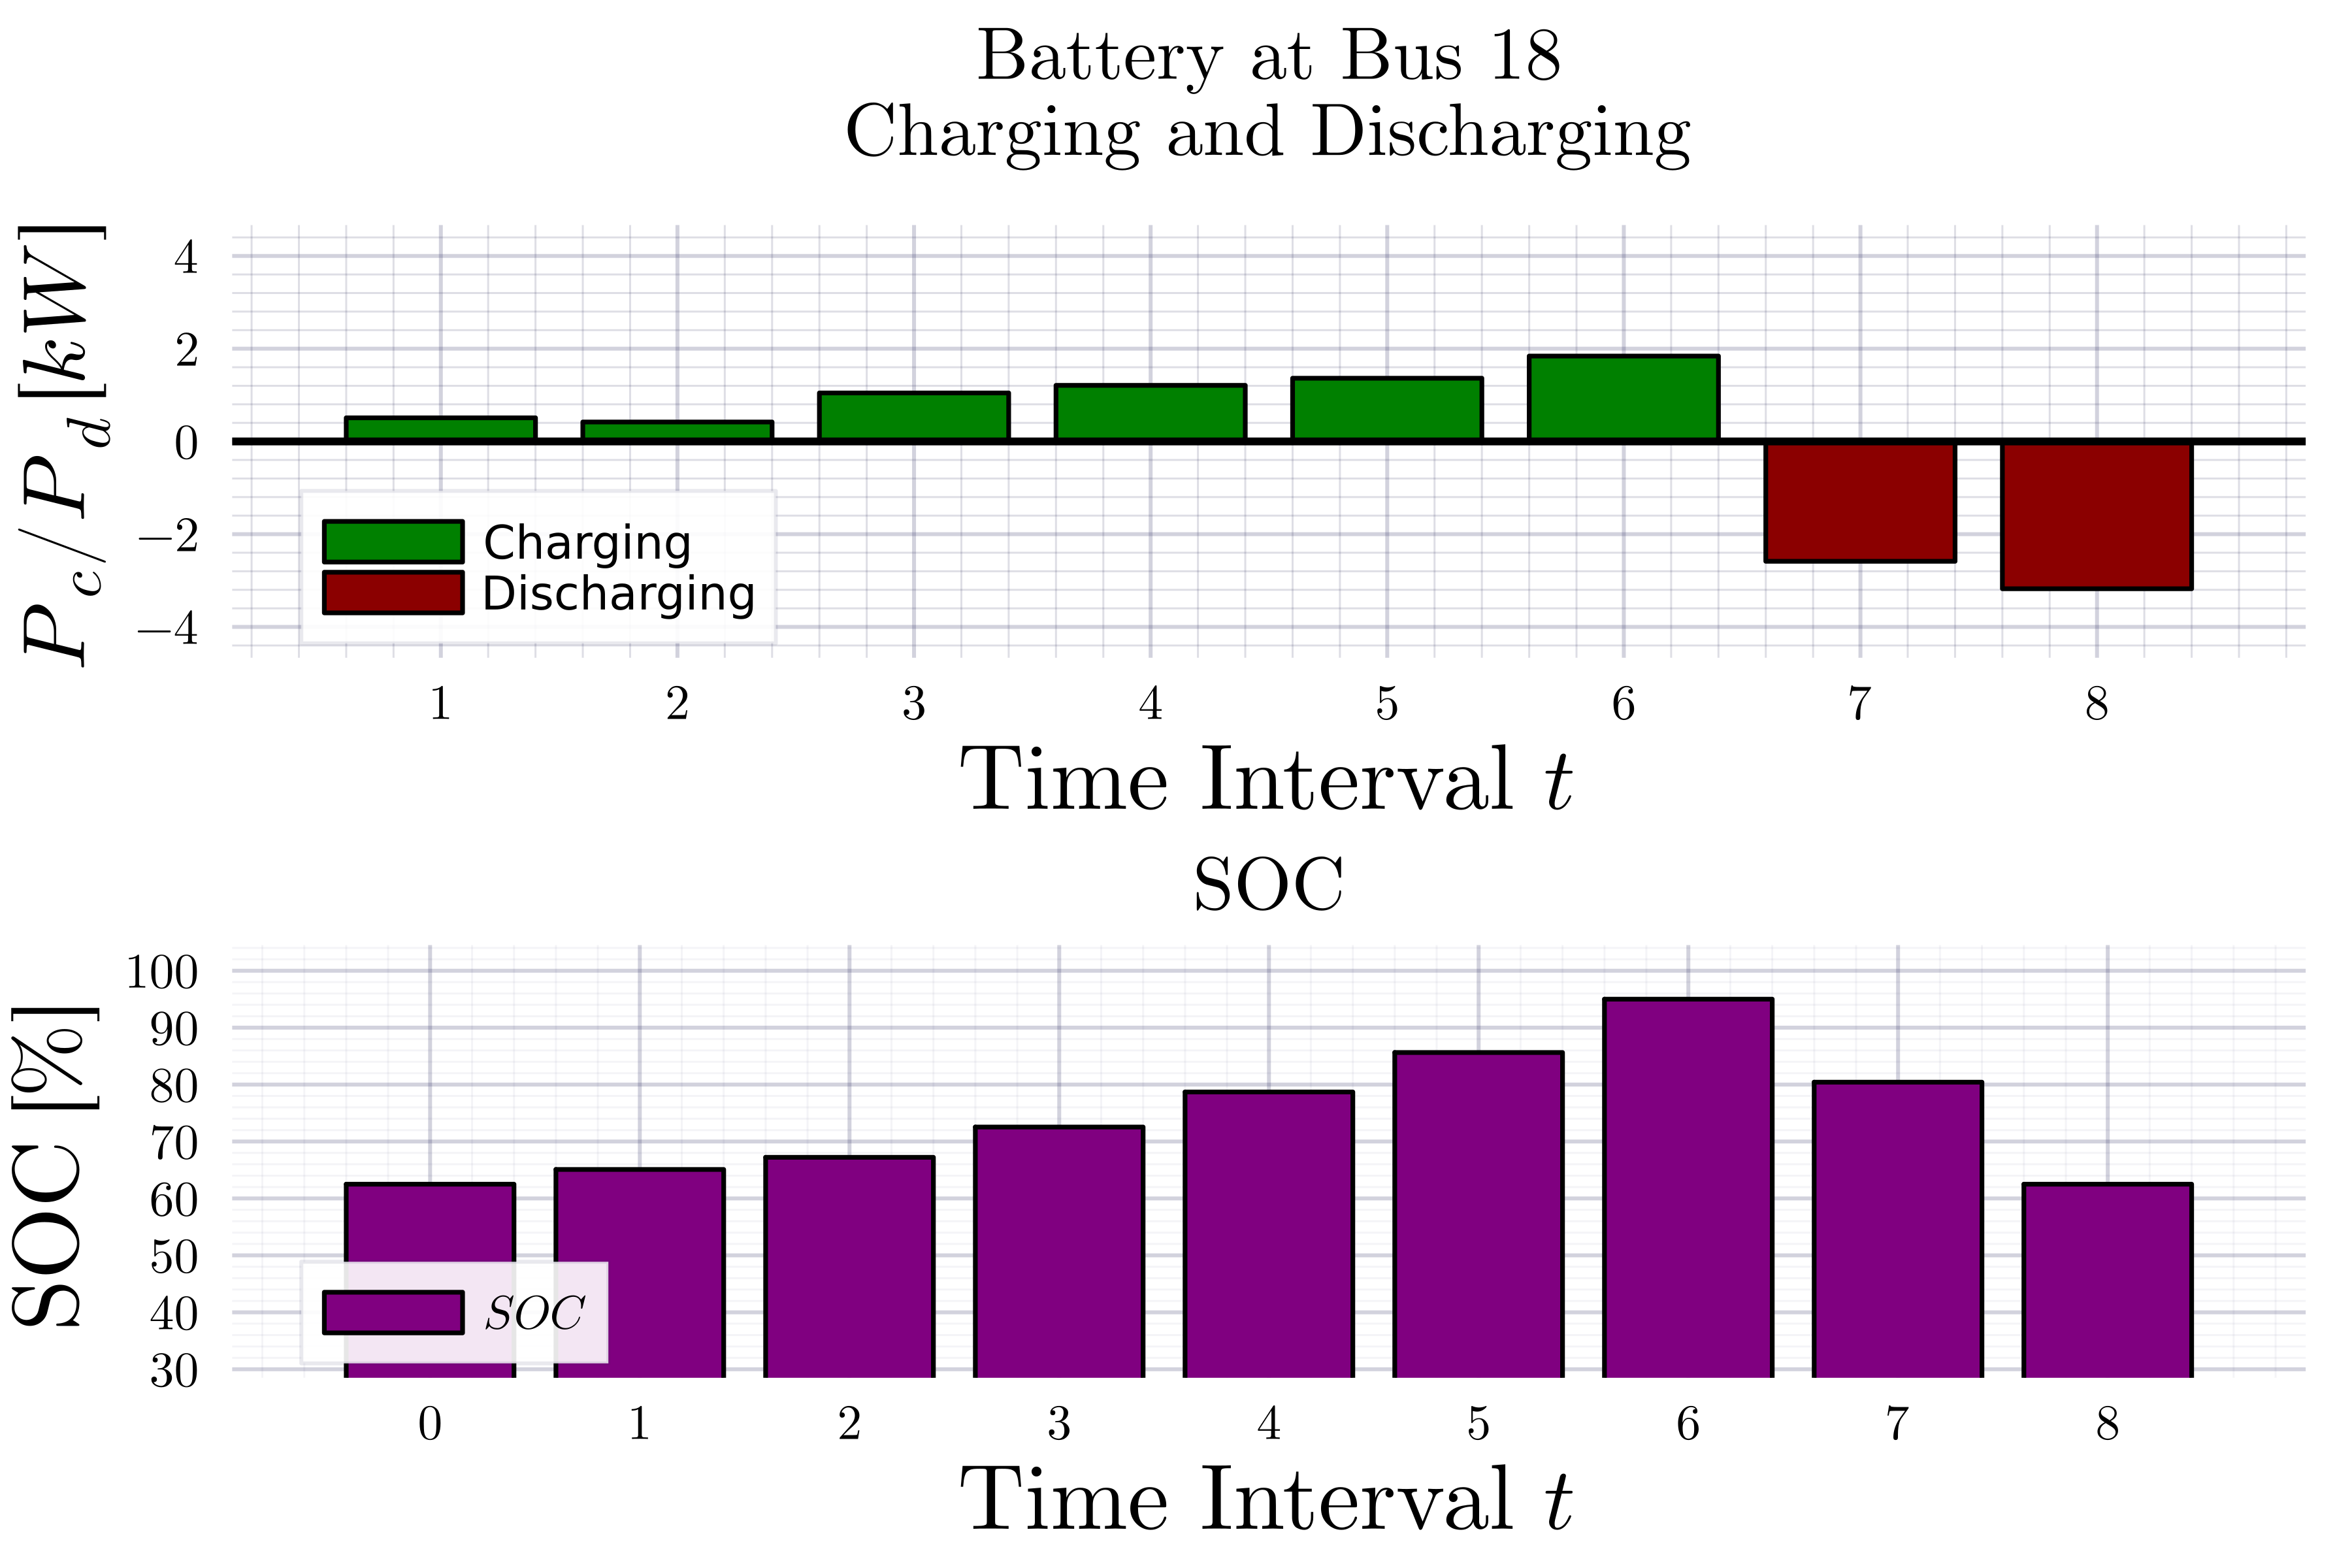 Battery at Bus 18
Charging and Discharging
P_c/P_d [kW]
4
2
0
−2
−4
Charging
Discharging
1 2 3 4 5 6 7 8
Time Interval t
SOC
SOC [%]
100
90
80
70
60
50
40
30
SOC
0 1 2 3 4 5 6 7 8
Time Interval t